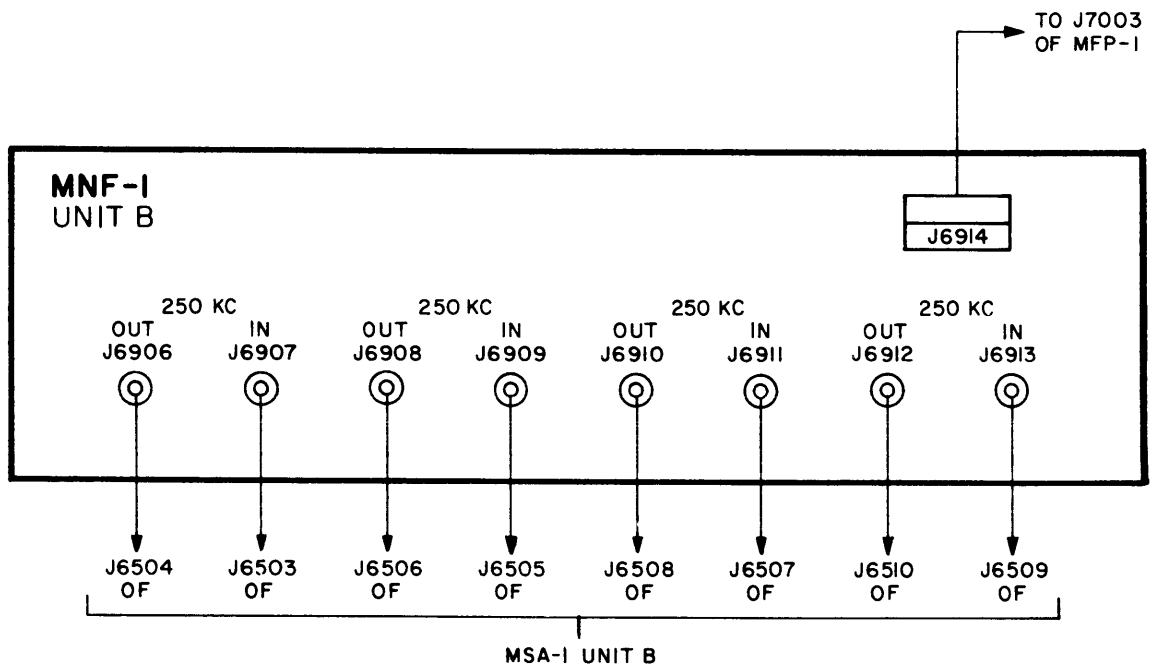 TO J7003
OF MFP-1
MNF-1
UNIT B
J6914
250 KC 250 KC 250 KC 250 KC
OUT IN OUT IN OUT IN OUT IN
J6906 J6907 J6908 J6909 J6910 J6911 J6912 J6913
J6504 J6503 J6506 J6505 J6508 J6507 J6510 J6509
OF OF OF OF OF OF OF OF
MSA-1 UNIT B